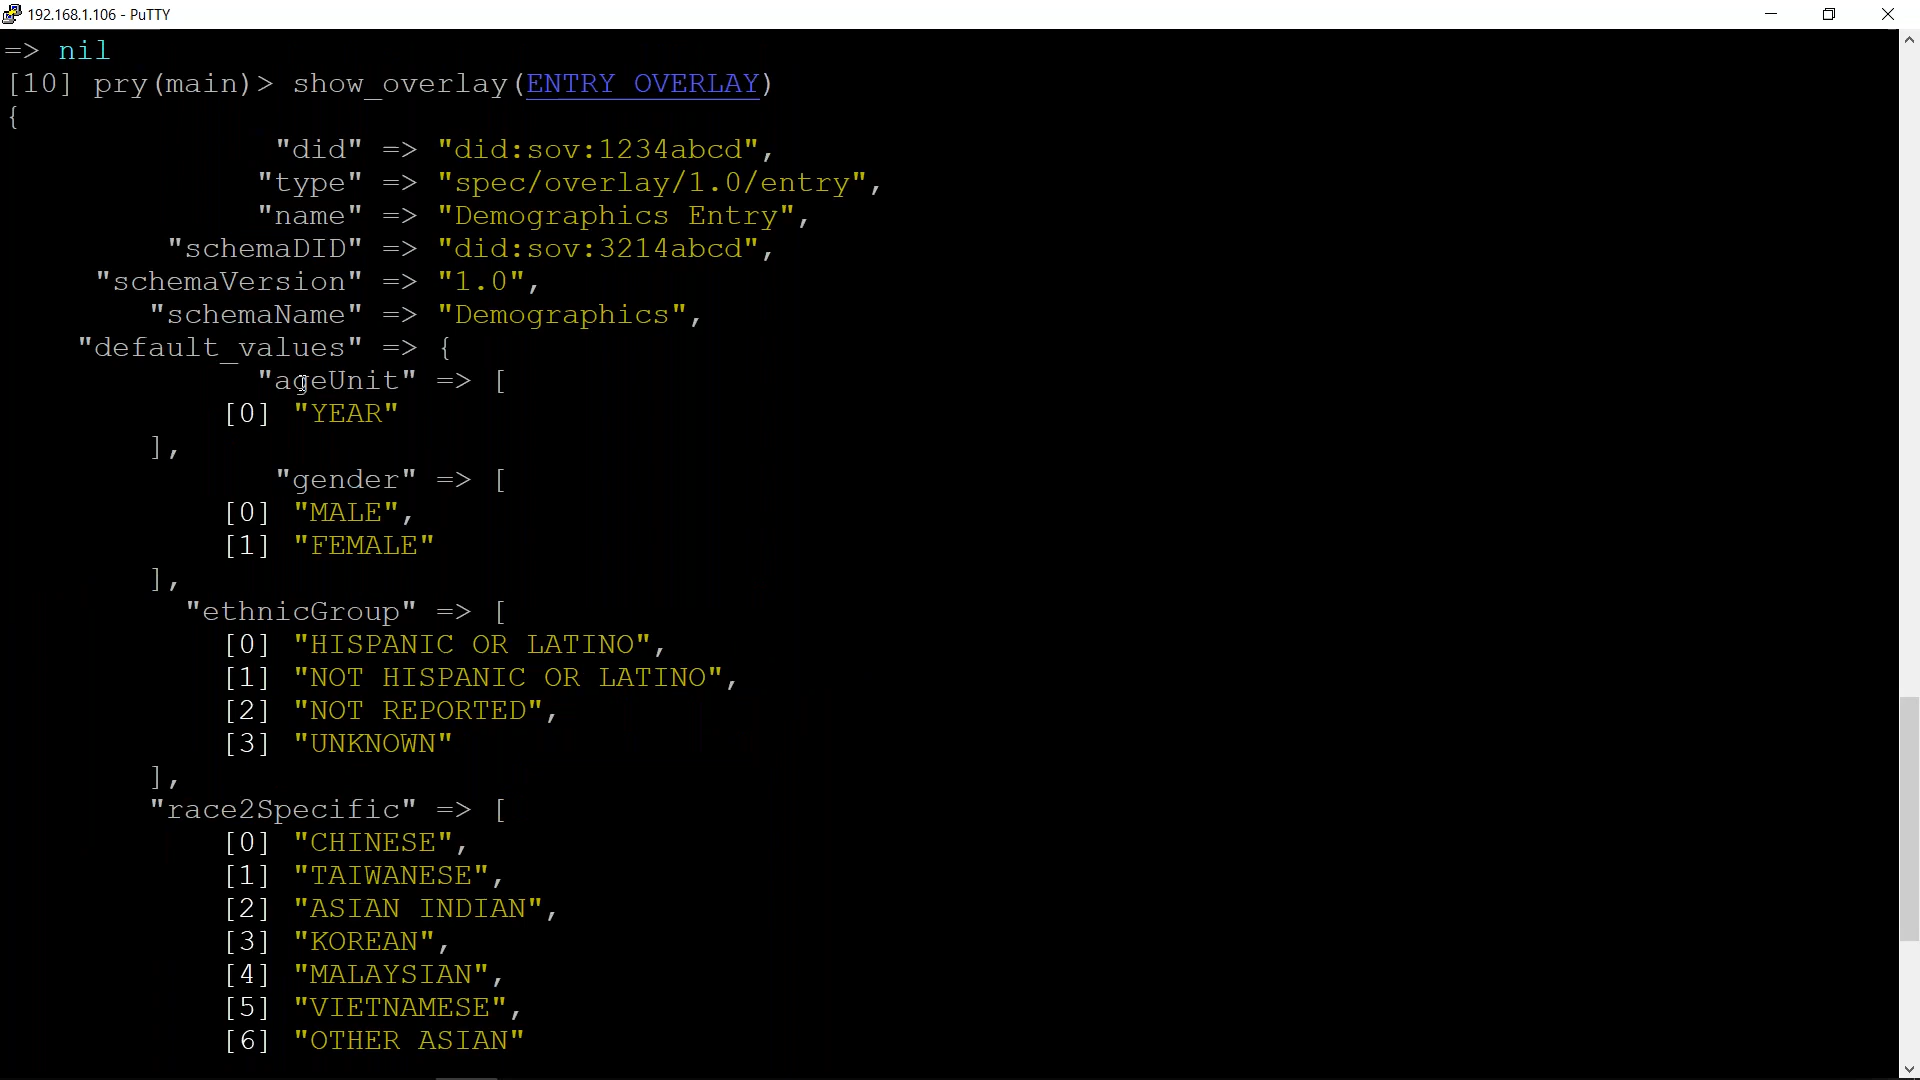 192.168.1.106 - PuTTY
=> nil
[10] pry(main)> show_overlay(ENTRY_OVERLAY)
{
"did" => "did:sov:1234abcd",
"type" => "spec/overlay/1.0/entry",
"name" => "Demographics Entry",
"schemaDID" => "did:sov:3214abcd",
"schemaVersion" => "1.0",
"schemaName" => "Demographics",
"default_values" => {
"ageUnit" => [
[0] "YEAR"
],
"gender" => [
[0] "MALE",
[1] "FEMALE"
],
"ethnicGroup" => [
[0] "HISPANIC OR LATINO",
[1] "NOT HISPANIC OR LATINO",
[2] "NOT REPORTED",
[3] "UNKNOWN"
],
"race2Specific" => [
[0] "CHINESE",
[1] "TAIWANESE",
[2] "ASIAN INDIAN",
[3] "KOREAN",
[4] "MALAYSIAN",
[5] "VIETNAMESE",
[6] "OTHER ASIAN"